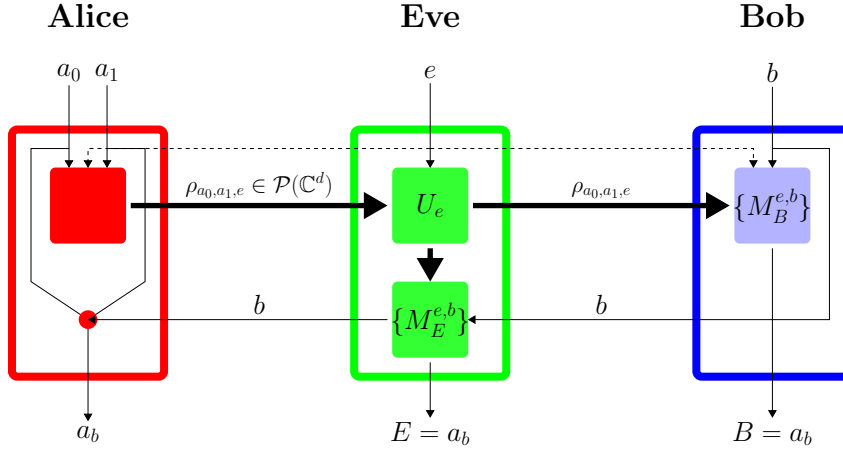 Alice Eve Bob
a_0 a_1 e b
ρ_{a_0,a_1,e} ∈ 𝒫(ℂ^d) ρ_{a_0,a_1,e}
U_e {M_B^{e,b}}
b {M_E^{e,b}} b
a_b E = a_b B = a_b